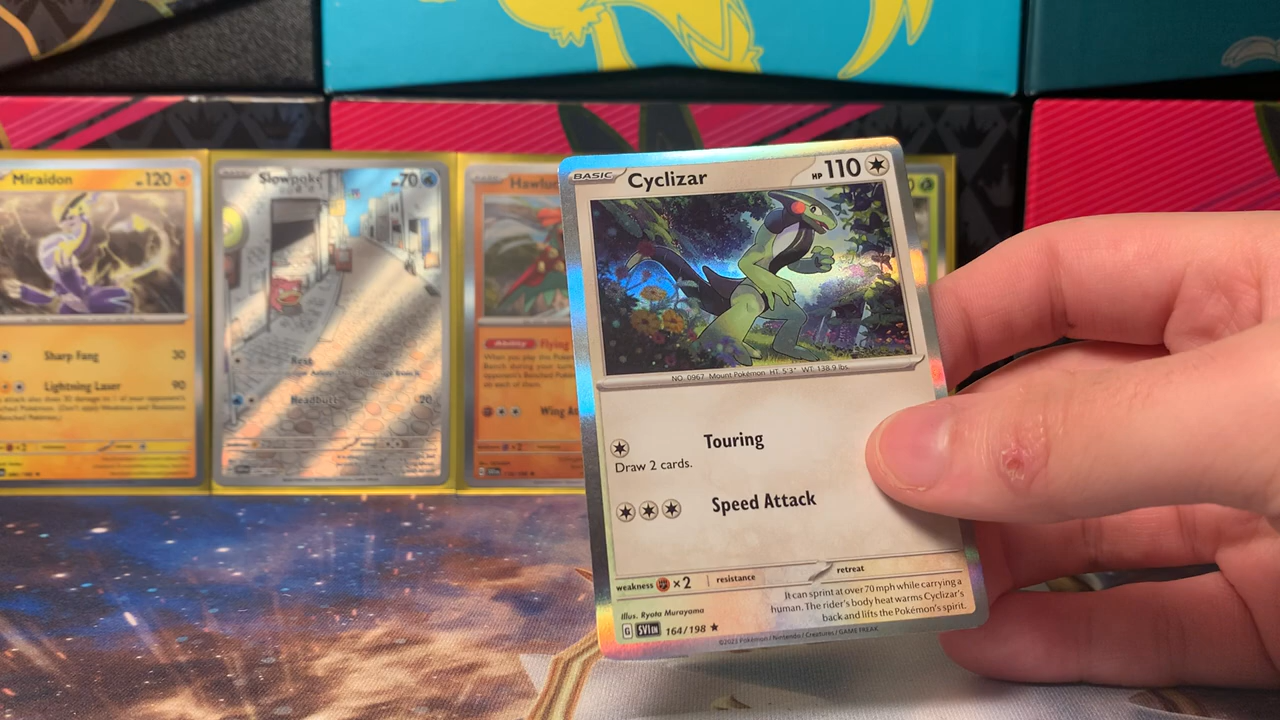 Miraidon
120
Sharp Fang 30
Lightning Laser 90
Slowpoke
70
Rest
Headbutt 20
Hawluc
Ability Flying
Wing At
BASIC Cyclizar HP 110
NO. 0967 Mount Pokémon HT: 5'3" WT: 138.9 lbs.
Touring
Draw 2 cards.
Speed Attack
weakness ×2 resistance retreat
It can sprint at over 70 mph while carrying a
human. The rider's body heat warms Cyclizar's
back and lifts the Pokémon's spirit.
Illus. Ryota Murayama
G SVI EN 164/198
©2023 Pokémon / Nintendo / Creatures / GAME FREAK